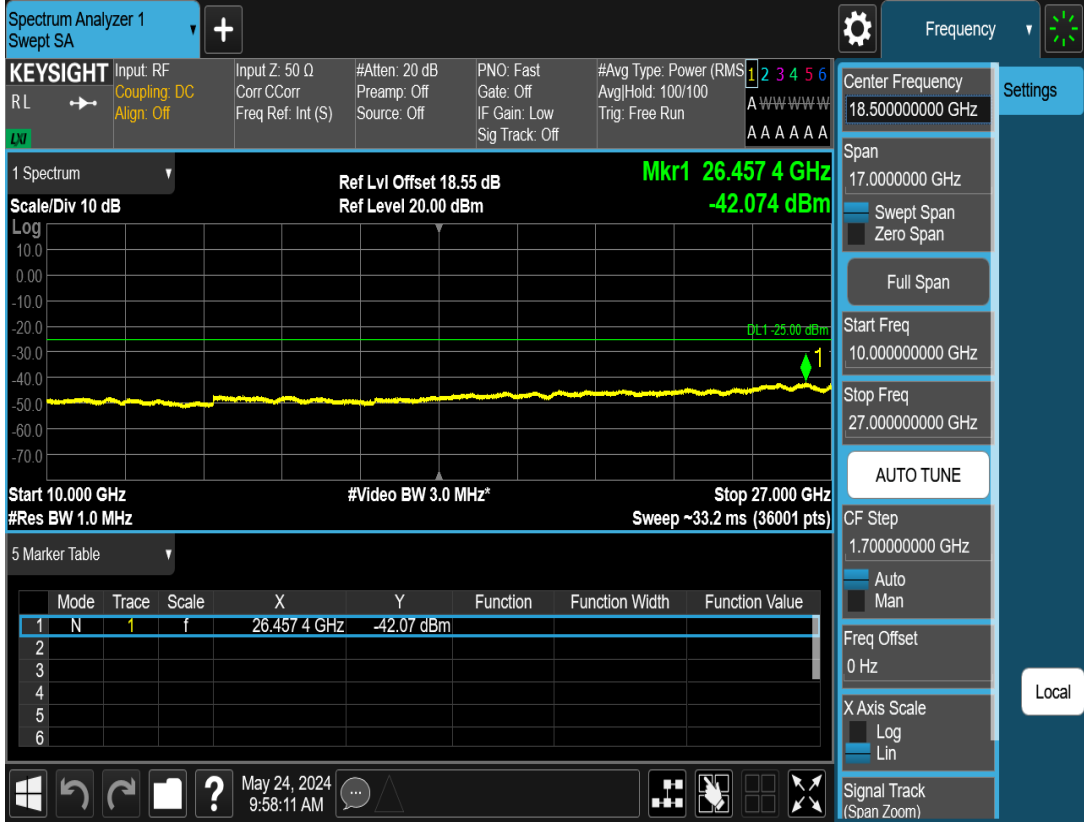 Spectrum Analyzer 1
Swept SA
+
Frequency
KEYSIGHT
RL
LXI
Input: RF
Coupling: DC
Align: Off
Input Z: 50 Ω
Corr CCorr
Freq Ref: Int (S)
#Atten: 20 dB
Preamp: Off
Source: Off
PNO: Fast
Gate: Off
IF Gain: Low
Sig Track: Off
#Avg Type: Power (RMS
Avg|Hold: 100/100
Trig: Free Run
1 2 3 4 5 6
A W W W W W
A A A A A A
1 Spectrum
Scale/Div 10 dB
Ref Lvl Offset 18.55 dB
Ref Level 20.00 dBm
Mkr1 26.457 4 GHz
-42.074 dBm
Log
10.0
0.00
-10.0
-20.0
-30.0
-40.0
-50.0
-60.0
-70.0
DL1 -25.00 dBm
1
Start 10.000 GHz
#Video BW 3.0 MHz*
Stop 27.000 GHz
#Res BW 1.0 MHz
Sweep ~33.2 ms (36001 pts)
5 Marker Table
Mode Trace Scale X Y Function Function Width Function Value
1 N 1 f 26.457 4 GHz -42.07 dBm
2
3
4
5
6
May 24, 2024
9:58:11 AM
Center Frequency
18.500000000 GHz
Span
17.0000000 GHz
Swept Span
Zero Span
Full Span
Start Freq
10.000000000 GHz
Stop Freq
27.000000000 GHz
AUTO TUNE
CF Step
1.700000000 GHz
Auto
Man
Freq Offset
0 Hz
X Axis Scale
Log
Lin
Signal Track
(Span Zoom)
Settings
Local